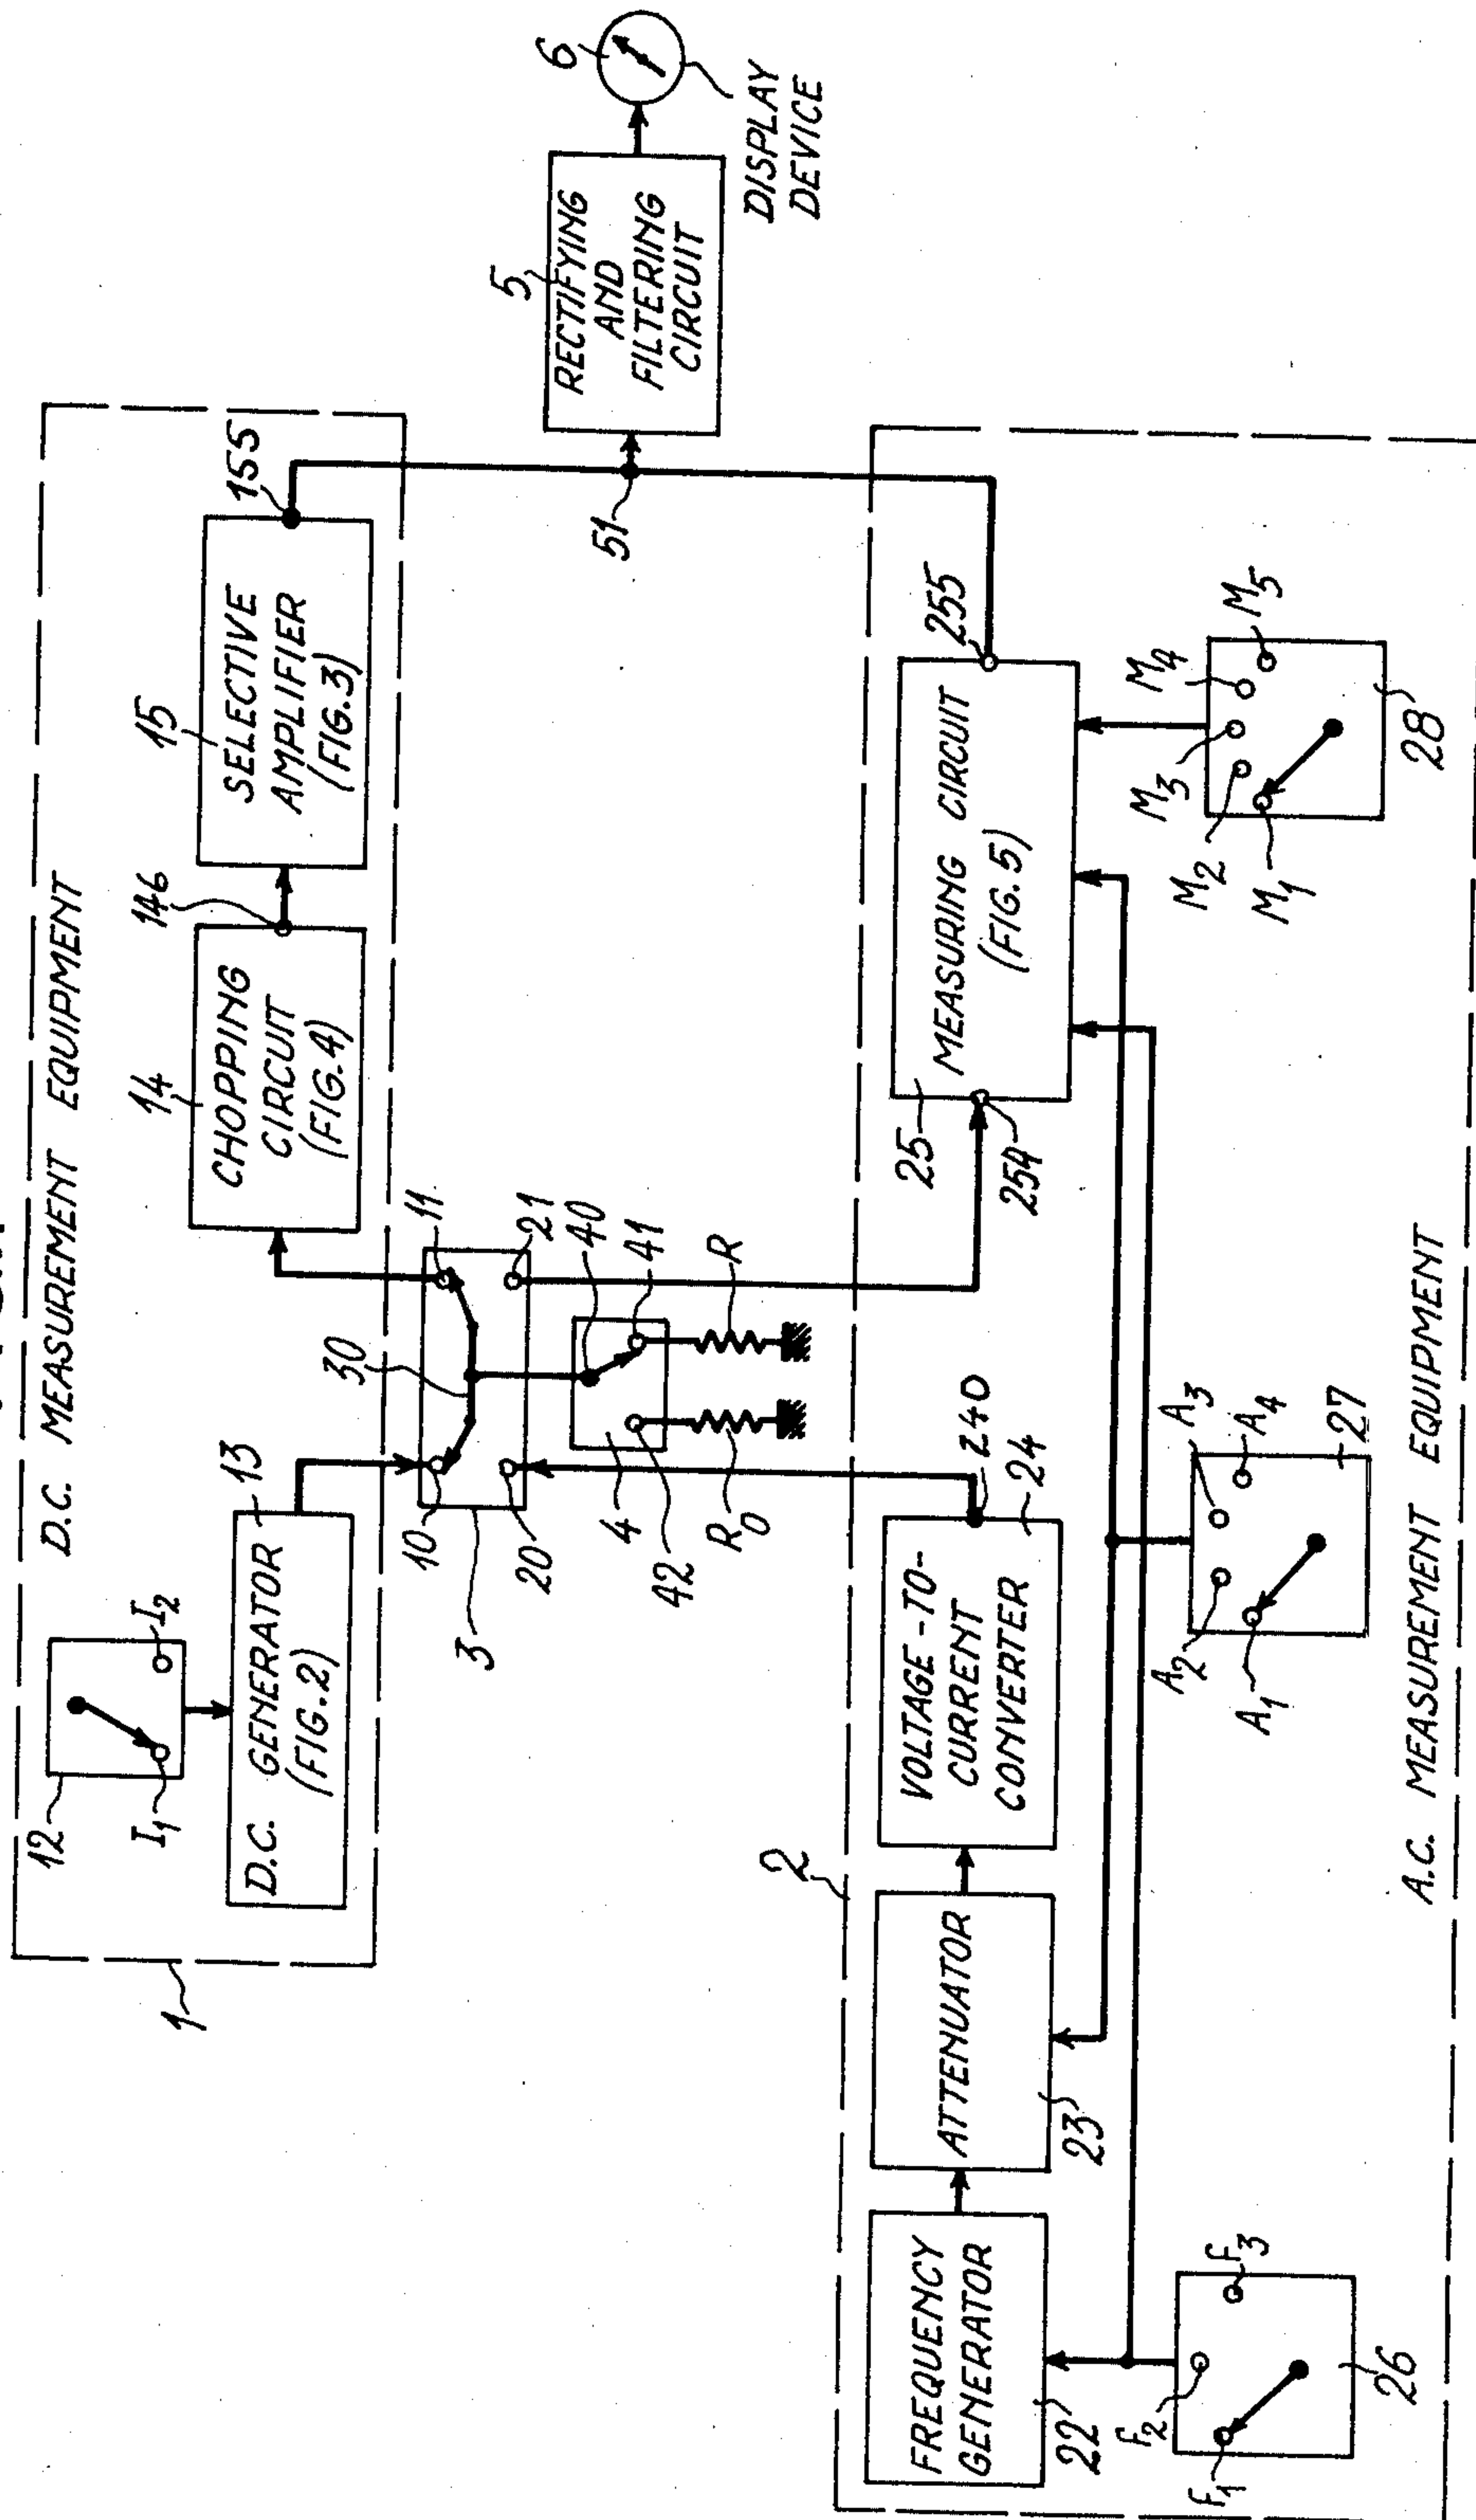 D.C. MEASUREMENT EQUIPMENT
1
12
I1
I2
D.C. GENERATOR
(FIG.2)
13
14
CHOPPING
CIRCUIT
(FIG.4)
146
15
SELECTIVE
AMPLIFIER
(FIG.3)
155
10
11
30
3
20
21
40
41
4
42
R0
R
51
5
RECTIFYING
AND
FILTERING
CIRCUIT
6
DISPLAY
DEVICE
2
FREQUENCY
GENERATOR
22
ATTENUATOR
23
VOLTAGE-TO-
CURRENT
CONVERTER
240
24
25
MEASURING CIRCUIT
(FIG.5)
254
255
F1
F2
F3
26
A1
A2
A3
A4
27
M1
M2
M3
M4
M5
28
A.C. MEASUREMENT EQUIPMENT